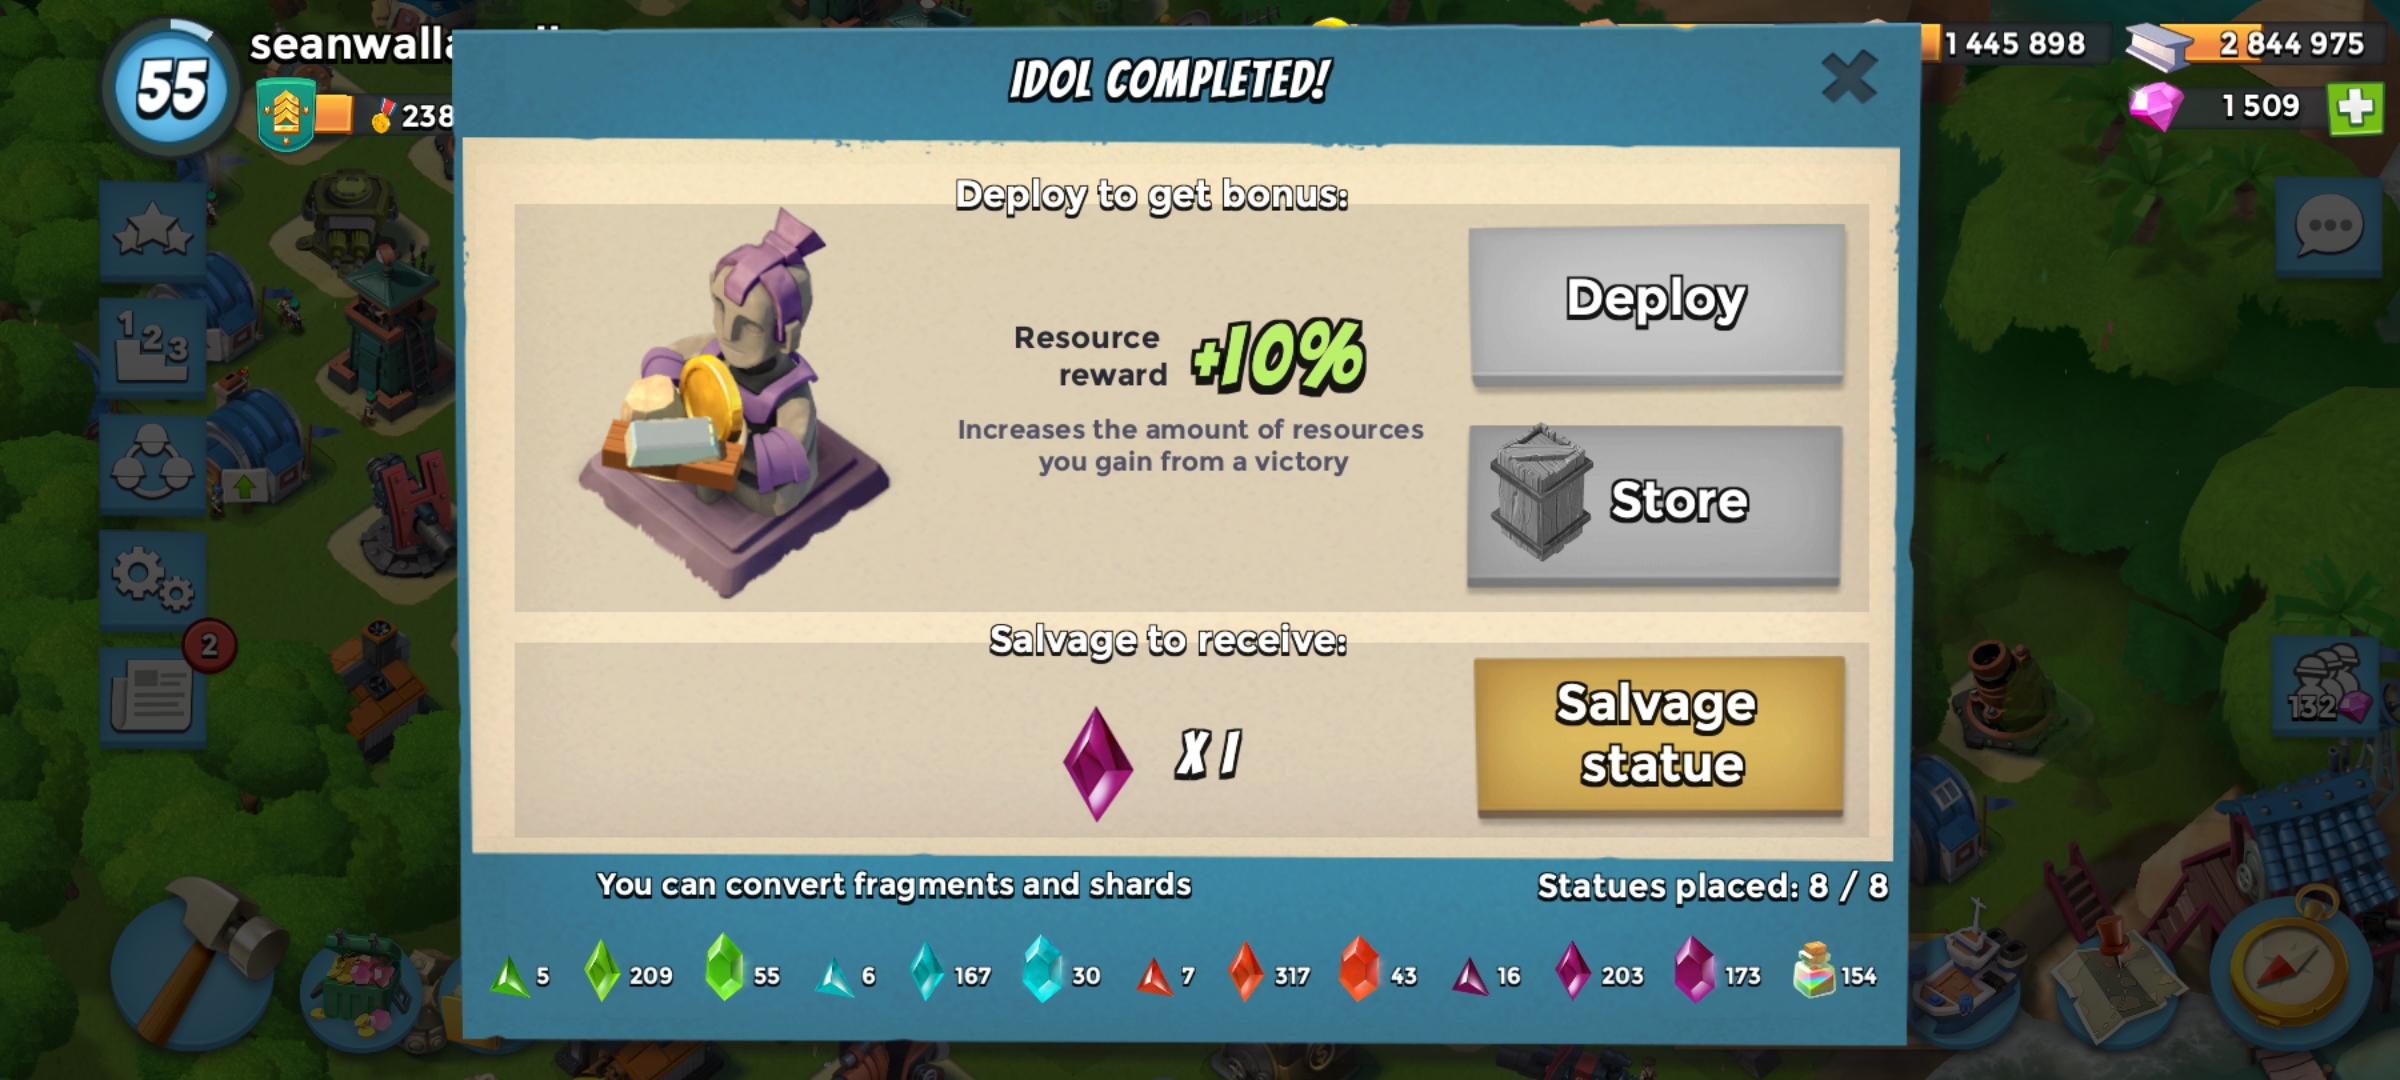 55
238
IDOL COMPLETED!
1 445 898
2 844 975
1 509
Deploy to get bonus:
Resource
reward
+10%
Increases the amount of resources
you gain from a victory
Deploy
Store
1 2 3
2
Salvage to receive:
X 1
Salvage
statue
132
You can convert fragments and shards
Statues placed: 8 / 8
5 209 55 6 167 30 7 317 43 16 203 173 154